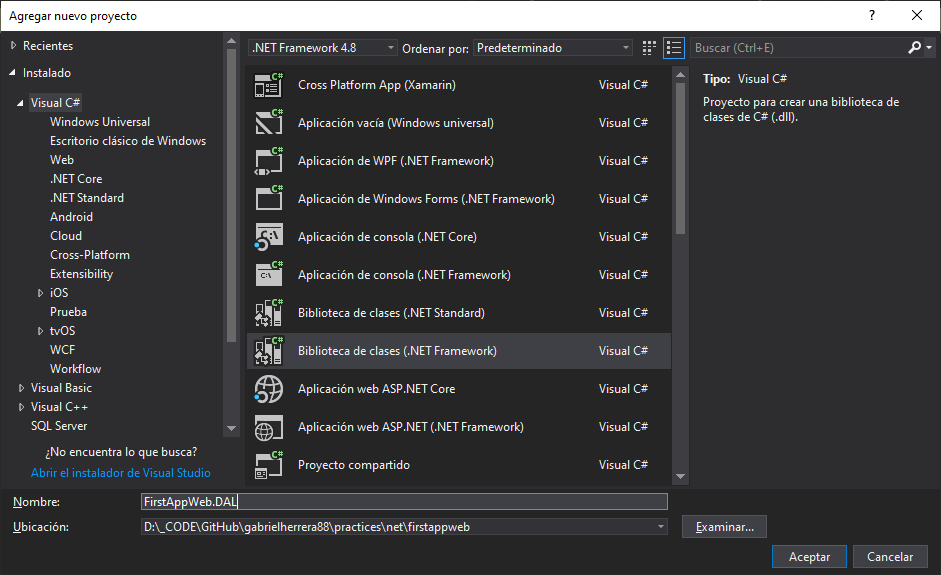 Agregar nuevo proyecto
? ×
Recientes
Instalado
Visual C#
Windows Universal
Escritorio clásico de Windows
Web
.NET Core
.NET Standard
Android
Cloud
Cross-Platform
Extensibility
iOS
Prueba
tvOS
WCF
Workflow
Visual Basic
Visual C++
SQL Server
¿No encuentra lo que busca?
Abrir el instalador de Visual Studio
.NET Framework 4.8 Ordenar por: Predeterminado
Buscar (Ctrl+E)
Cross Platform App (Xamarin) Visual C#
Aplicación vacía (Windows universal) Visual C#
Aplicación de WPF (.NET Framework) Visual C#
Aplicación de Windows Forms (.NET Framework) Visual C#
Aplicación de consola (.NET Core) Visual C#
Aplicación de consola (.NET Framework) Visual C#
Biblioteca de clases (.NET Standard) Visual C#
Biblioteca de clases (.NET Framework) Visual C#
Aplicación web ASP.NET Core Visual C#
Aplicación web ASP.NET (.NET Framework) Visual C#
Proyecto compartido Visual C#
Tipo: Visual C#
Proyecto para crear una biblioteca de
clases de C# (.dll).
Nombre: FirstAppWeb.DAL
Ubicación: D:\_CODE\GitHub\gabrielherrera88\practices\net\firstappweb
Examinar...
Aceptar Cancelar